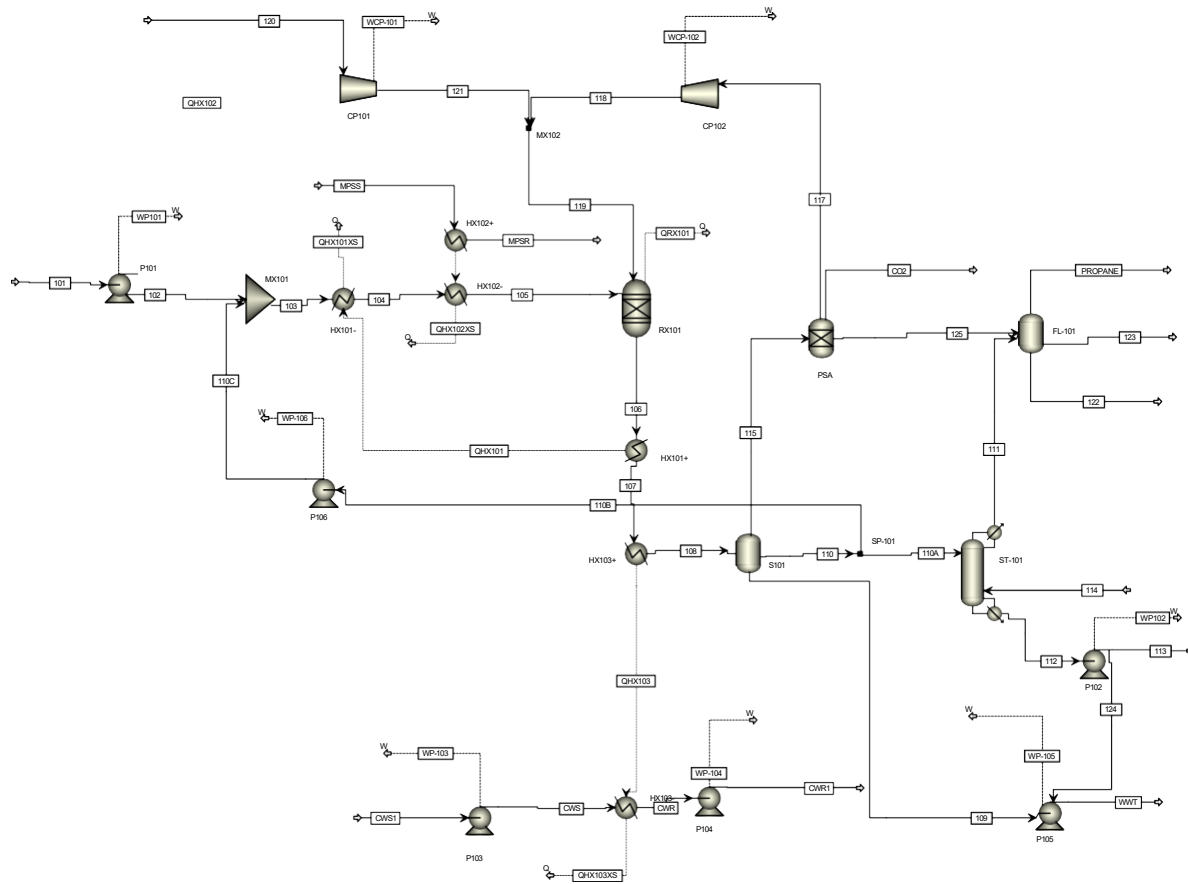 W
W
120
WCP-101
WCP-102
121
118
QHX102
CP101
CP102
MX102
MPSS
117
119
W
WP101
Q
QHX101XS
HX102+
MPSR
QRX101
Q
CO2
PROPANE
P101
MX101
101
102
103
104
HX102-
105
HX101-
QHX102XS
Q
RX101
125
FL-101
123
PSA
110C
122
106
W
WP-106
115
111
QHX101
HX101+
107
P106
110B
SP-101
108
110
110A
ST-101
HX103+
S101
114
W
WP102
112
113
QHX103
P102
124
W
W
W
WP-103
WP-104
WP-105
CWS
HX103-
CWR
CWR1
WWT
CWS1
109
P104
P105
P103
Q
QHX103XS